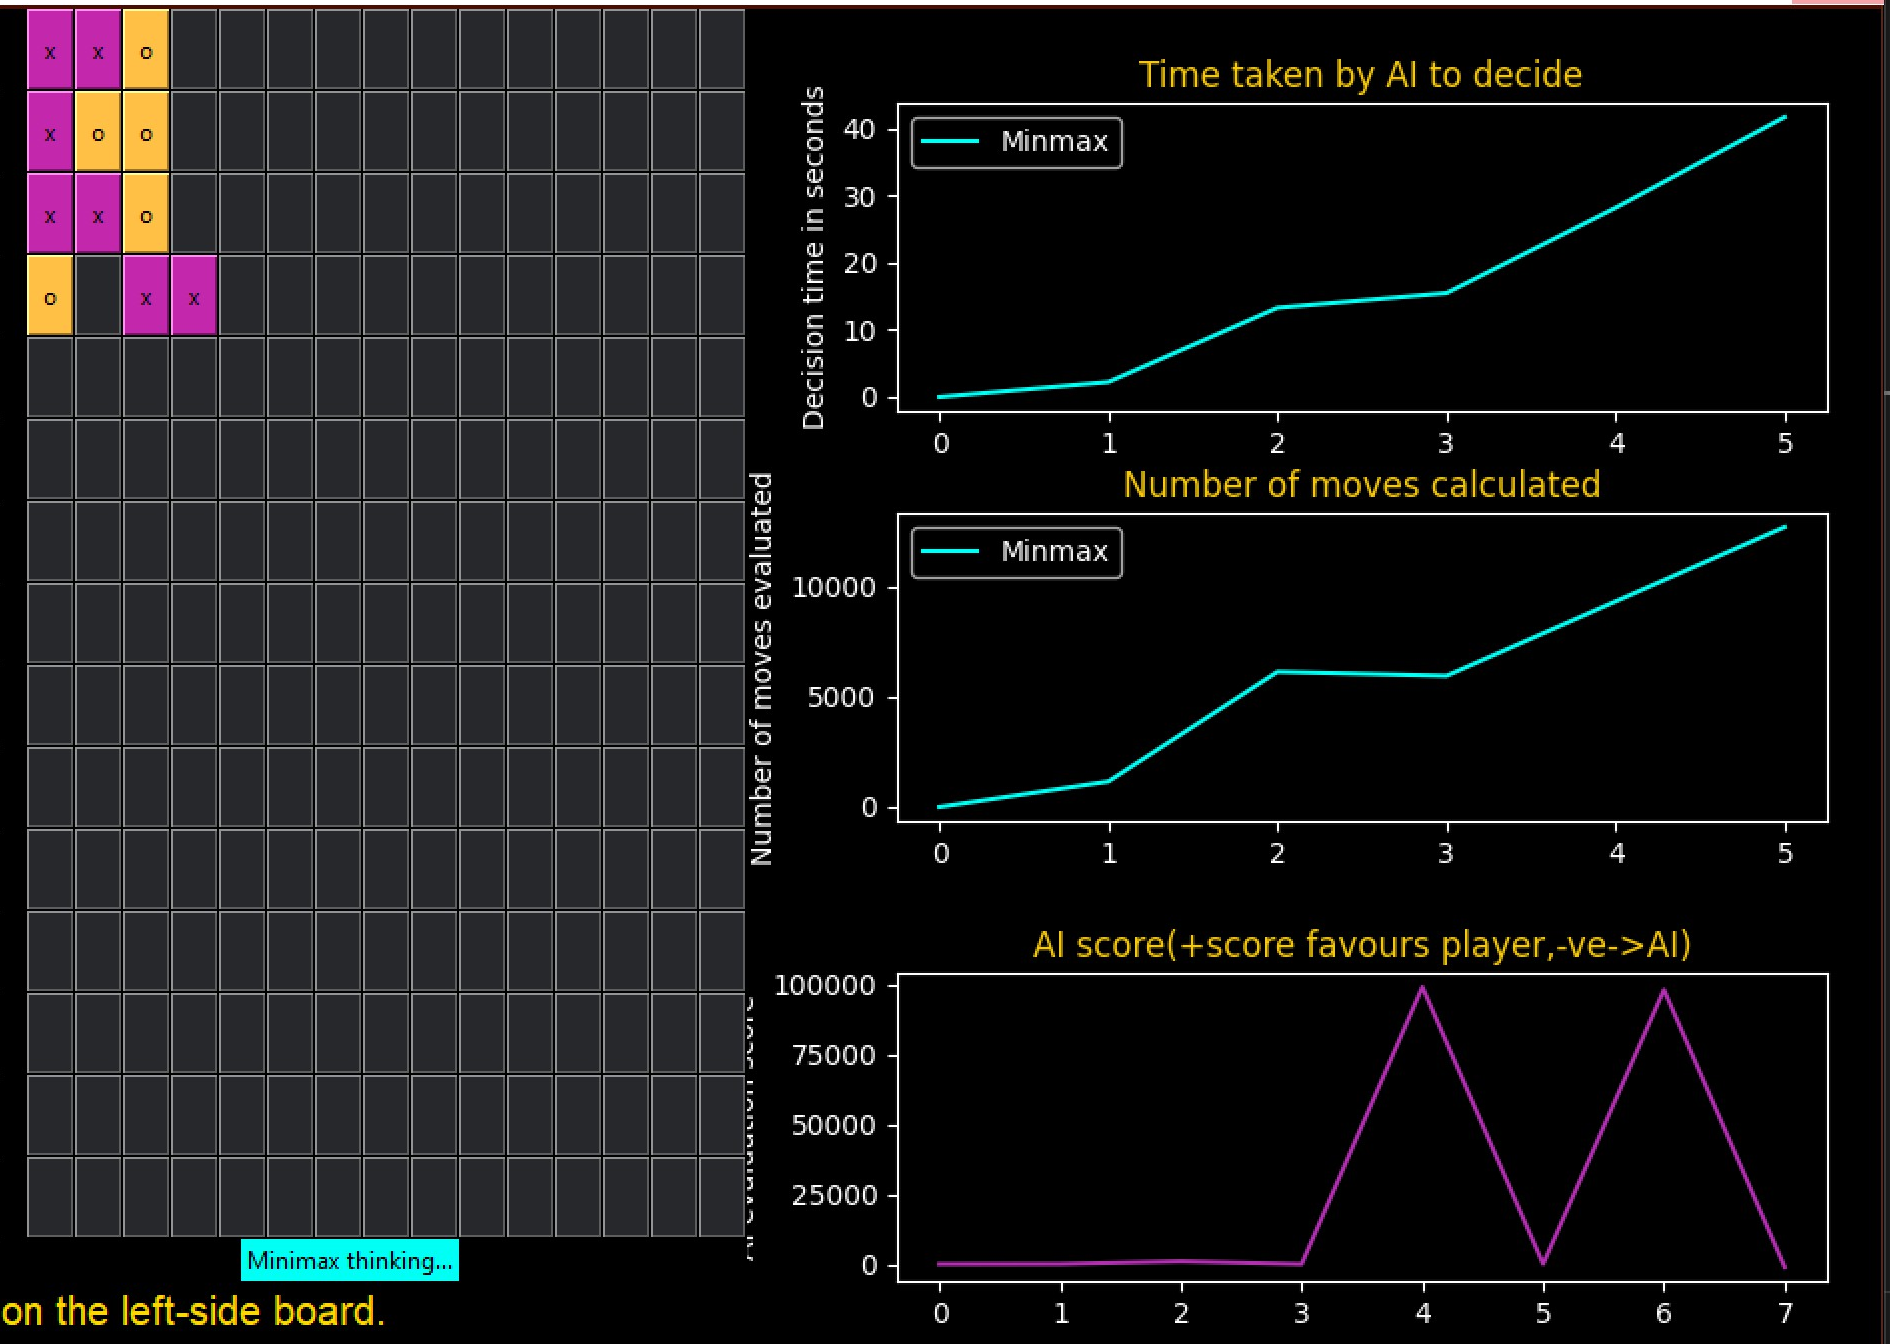 x x o
x o o
x x o
o x x
Minimax thinking...
on the left-side board.
Time taken by AI to decide
Decision time in seconds
Minmax
40
30
20
10
0
0 1 2 3 4 5
Number of moves calculated
Number of moves evaluated
Minmax
10000
5000
0
0 1 2 3 4 5
AI score(+score favours player,-ve->AI)
100000
75000
50000
25000
0
0 1 2 3 4 5 6 7